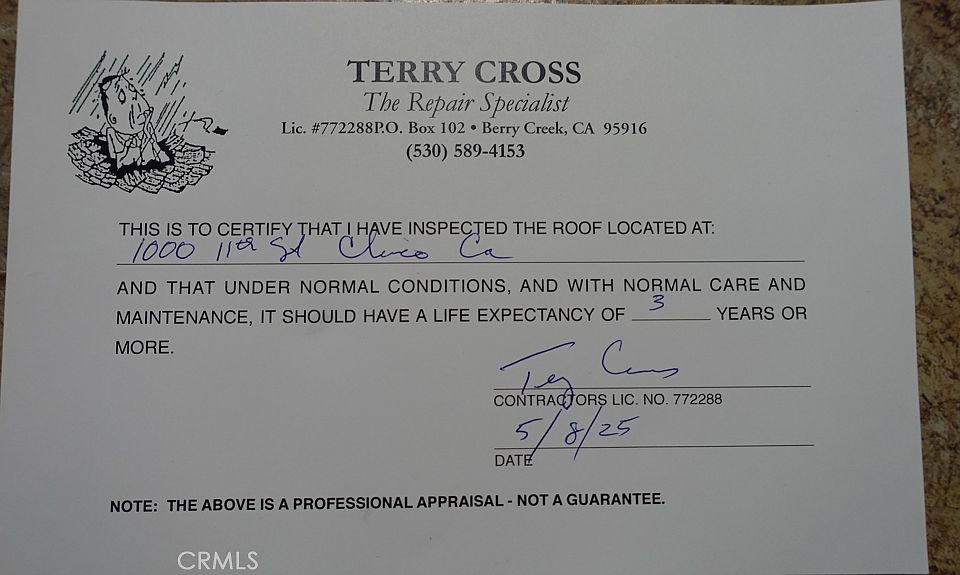 TERRY CROSS
The Repair Specialist
Lic. #772288P.O. Box 102 • Berry Creek, CA 95916
(530) 589-4153
THIS IS TO CERTIFY THAT I HAVE INSPECTED THE ROOF LOCATED AT:
1000 11th St Chico Ca
AND THAT UNDER NORMAL CONDITIONS, AND WITH NORMAL CARE AND
MAINTENANCE, IT SHOULD HAVE A LIFE EXPECTANCY OF 3 YEARS OR
MORE.
Terry Cross
CONTRACTORS LIC. NO. 772288
5/8/25
DATE
NOTE: THE ABOVE IS A PROFESSIONAL APPRAISAL - NOT A GUARANTEE.
CRMLS